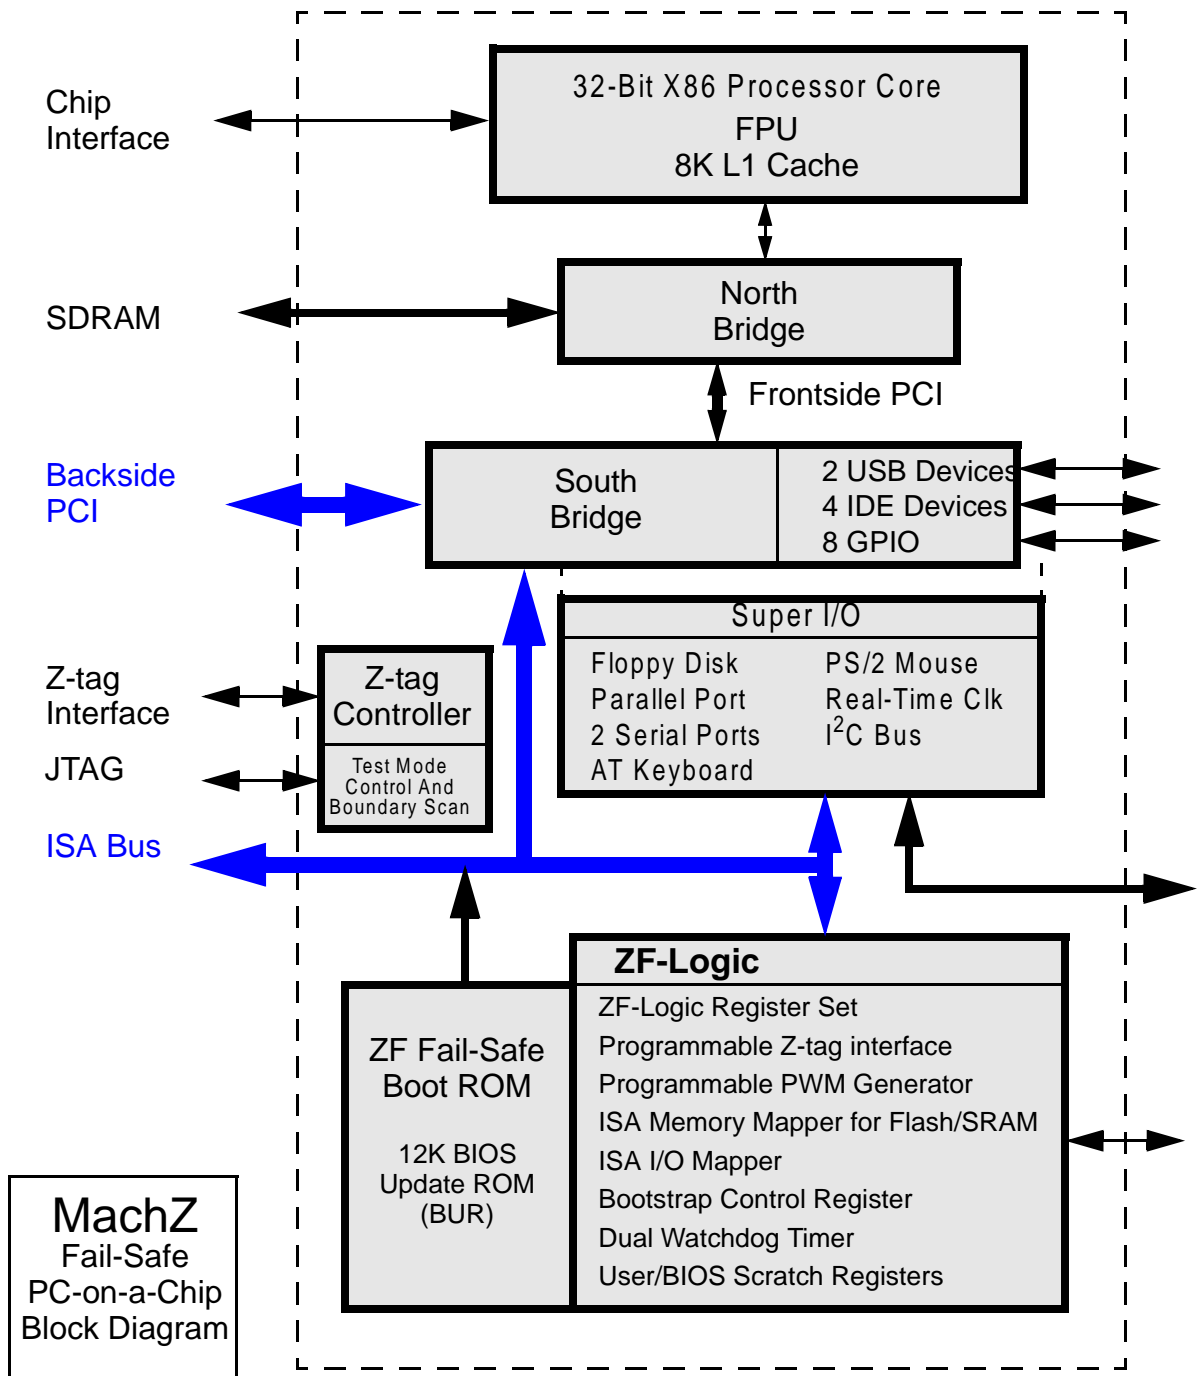 32-Bit X86 Processor Core
FPU
8K L1 Cache
Chip
Interface
North
Bridge
SDRAM
Frontside PCI
Backside
PCI
South
Bridge
2 USB Devices
4 IDE Devices
8 GPIO
Super I/O
Floppy Disk
Parallel Port
2 Serial Ports
AT Keyboard
PS/2 Mouse
Real-Time Clk
I²C Bus
Z-tag
Interface
JTAG
Z-tag
Controller
Test Mode
Control And
Boundary Scan
ISA Bus
ZF-Logic
ZF-Logic Register Set
Programmable Z-tag interface
Programmable PWM Generator
ISA Memory Mapper for Flash/SRAM
ISA I/O Mapper
Bootstrap Control Register
Dual Watchdog Timer
User/BIOS Scratch Registers
ZF Fail-Safe
Boot ROM
12K BIOS
Update ROM
(BUR)
MachZ
Fail-Safe
PC-on-a-Chip
Block Diagram